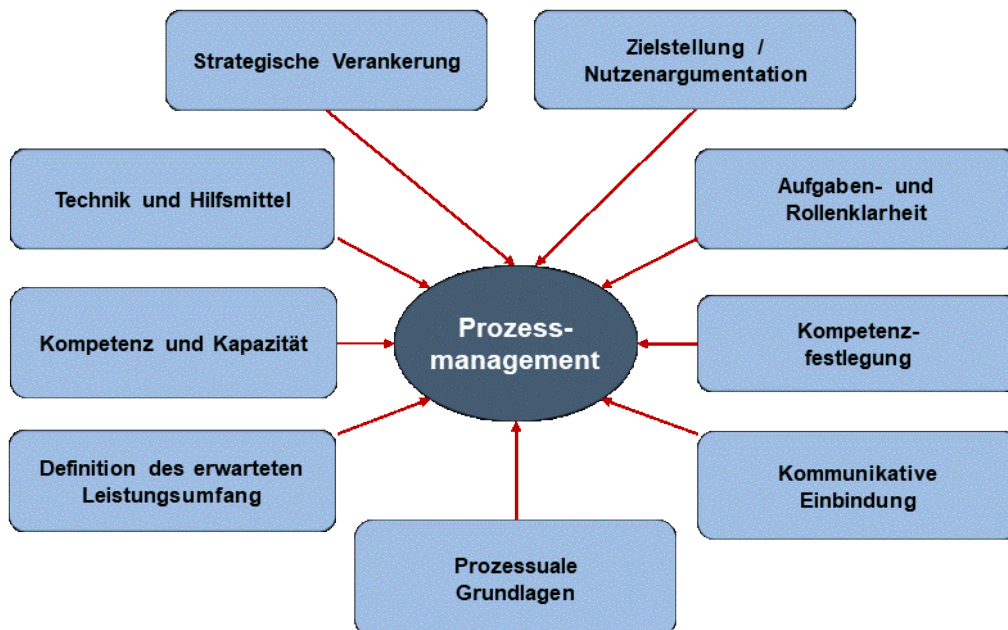 Strategische Verankerung
Zielstellung /
Nutzenargumentation
Technik und Hilfsmittel
Aufgaben- und
Rollenklarheit
Prozess-
management
Kompetenz und Kapazität
Kompetenz-
festlegung
Definition des erwarteten
Leistungsumfang
Kommunikative
Einbindung
Prozessuale
Grundlagen